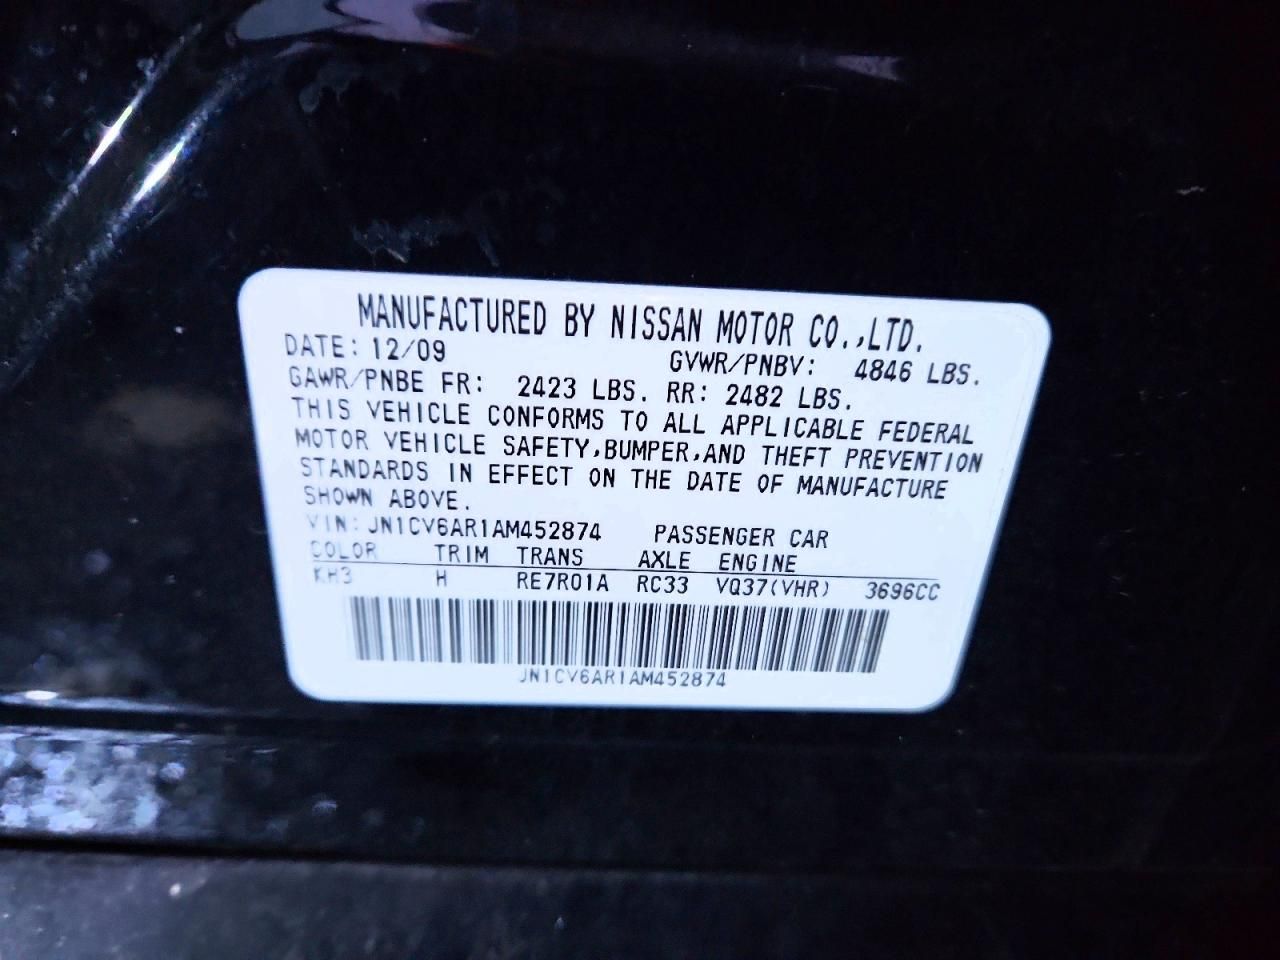 MANUFACTURED BY NISSAN MOTOR CO.,LTD.
DATE: 12/09 GVWR/PNBV: 4846 LBS.
GAWR/PNBE FR: 2423 LBS. RR: 2482 LBS.
THIS VEHICLE CONFORMS TO ALL APPLICABLE FEDERAL
MOTOR VEHICLE SAFETY,BUMPER,AND THEFT PREVENTION
STANDARDS IN EFFECT ON THE DATE OF MANUFACTURE
SHOWN ABOVE.
VIN: JN1CV6AR1AM452874 PASSENGER CAR
COLOR TRIM TRANS AXLE ENGINE
KH3 H RE7R01A RC33 VQ37(VHR) 3696CC
JN1CV6AR1AM452874